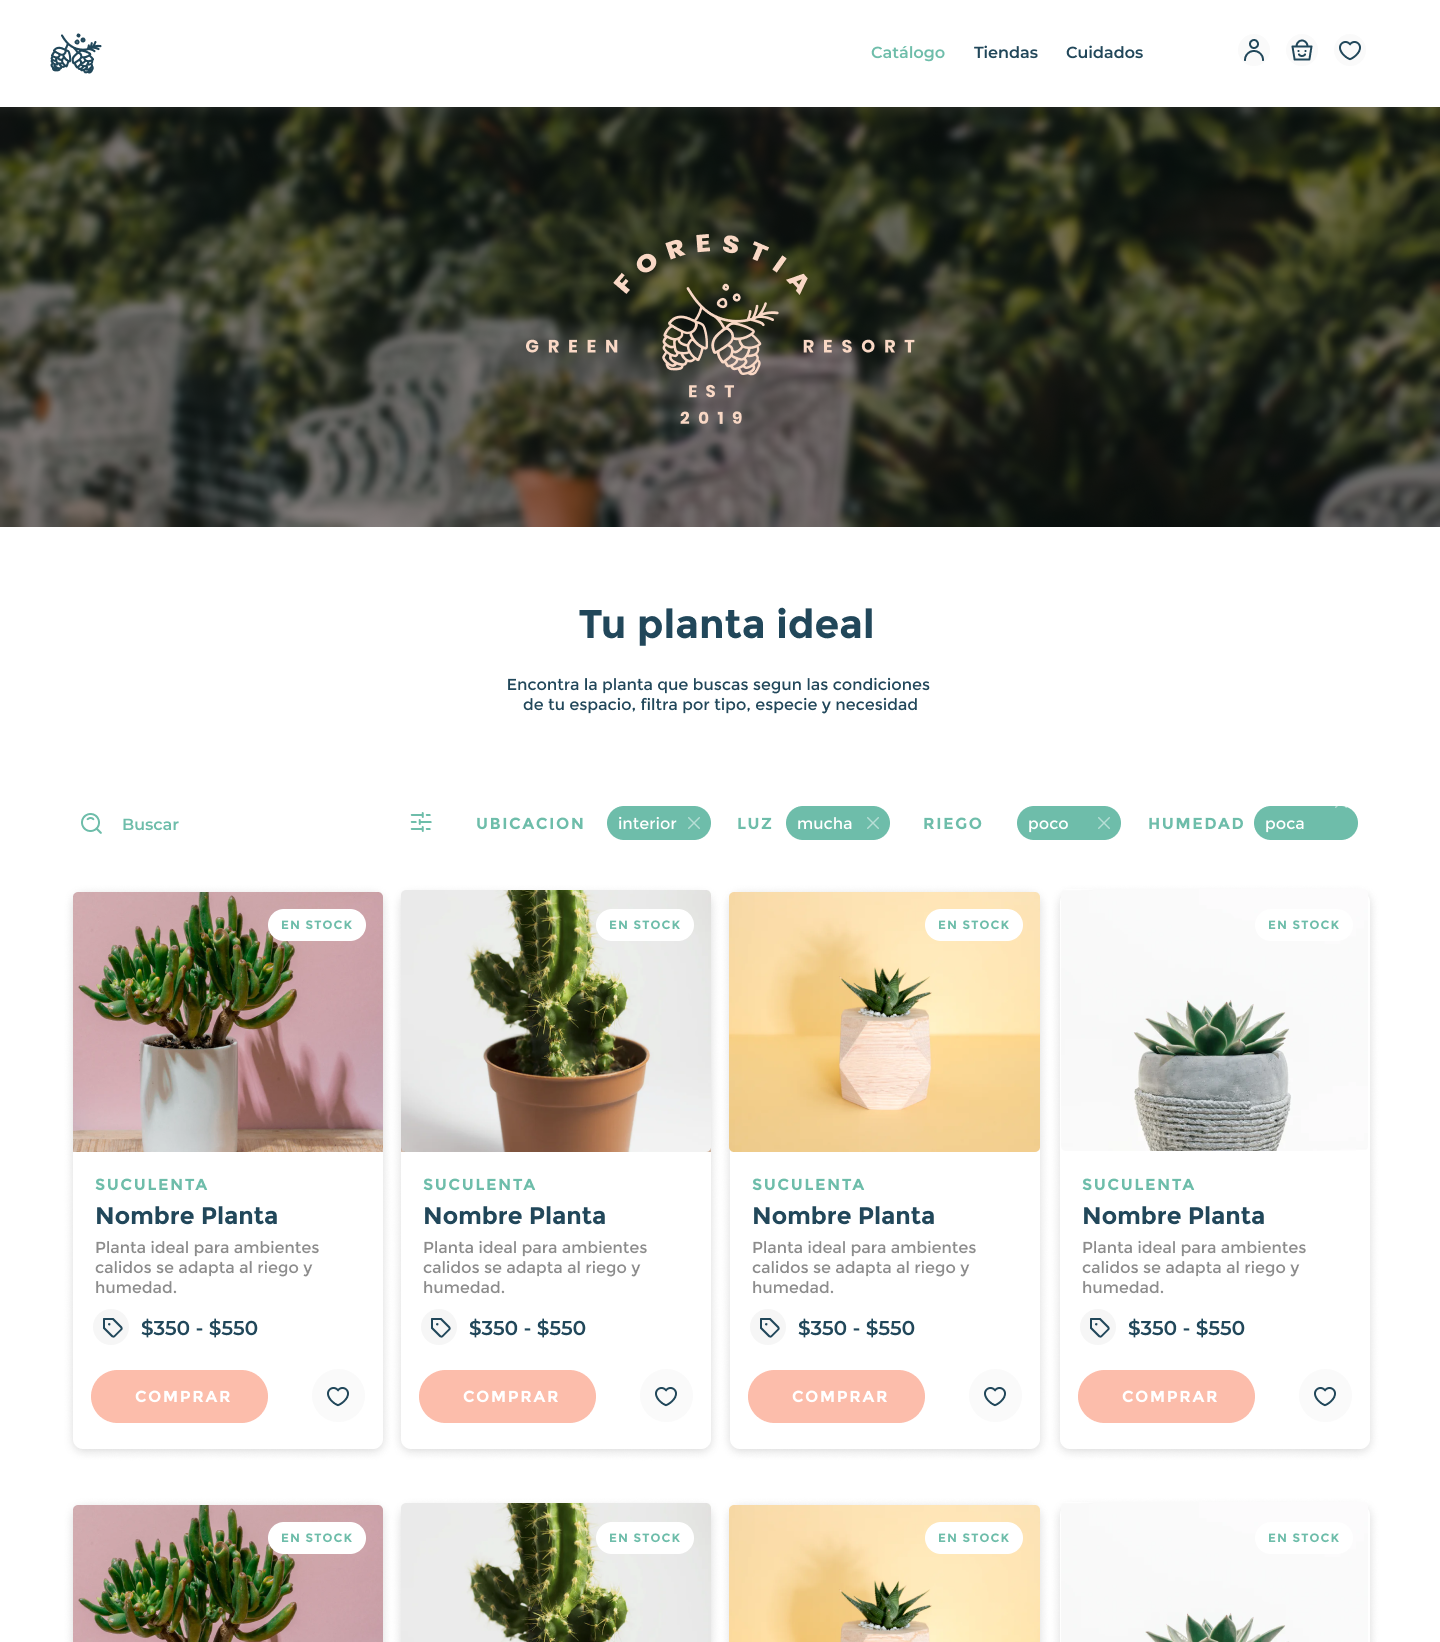 Catálogo Tiendas Cuidados
FORESTIA
GREEN RESORT
EST
2019
Tu planta ideal
Encontra la planta que buscas segun las condiciones
de tu espacio, filtra por tipo, especie y necesidad
Buscar UBICACION interior LUZ mucha RIEGO poco HUMEDAD poca
EN STOCK
SUCULENTA
Nombre Planta
Planta ideal para ambientes
calidos se adapta al riego y
humedad.
$350 - $550
COMPRAR
EN STOCK
SUCULENTA
Nombre Planta
Planta ideal para ambientes
calidos se adapta al riego y
humedad.
$350 - $550
COMPRAR
EN STOCK
SUCULENTA
Nombre Planta
Planta ideal para ambientes
calidos se adapta al riego y
humedad.
$350 - $550
COMPRAR
EN STOCK
SUCULENTA
Nombre Planta
Planta ideal para ambientes
calidos se adapta al riego y
humedad.
$350 - $550
COMPRAR
EN STOCK
EN STOCK
EN STOCK
EN STOCK